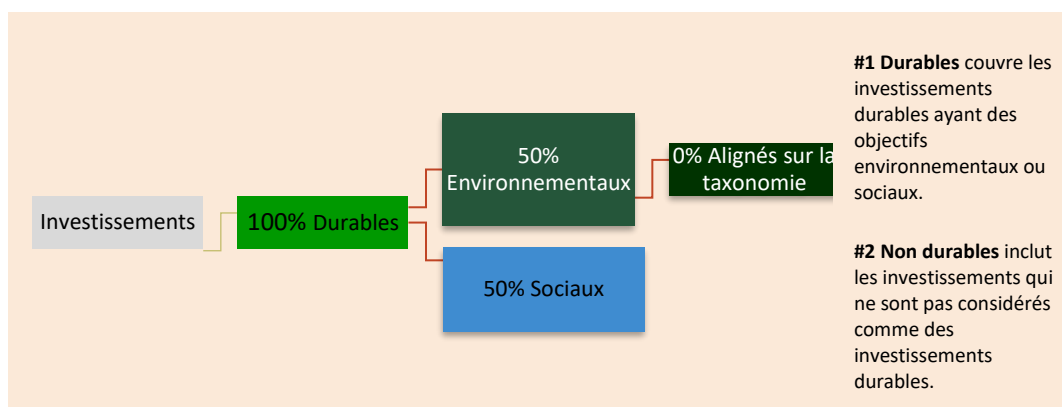 Investissements
100% Durables
50%
Environnementaux
0% Alignés sur la
taxonomie
50% Sociaux
#1 Durables couvre les
investissements
durables ayant des
objectifs
environnementaux ou
sociaux.
#2 Non durables inclut
les investissements qui
ne sont pas considérés
comme des
investissements
durables.